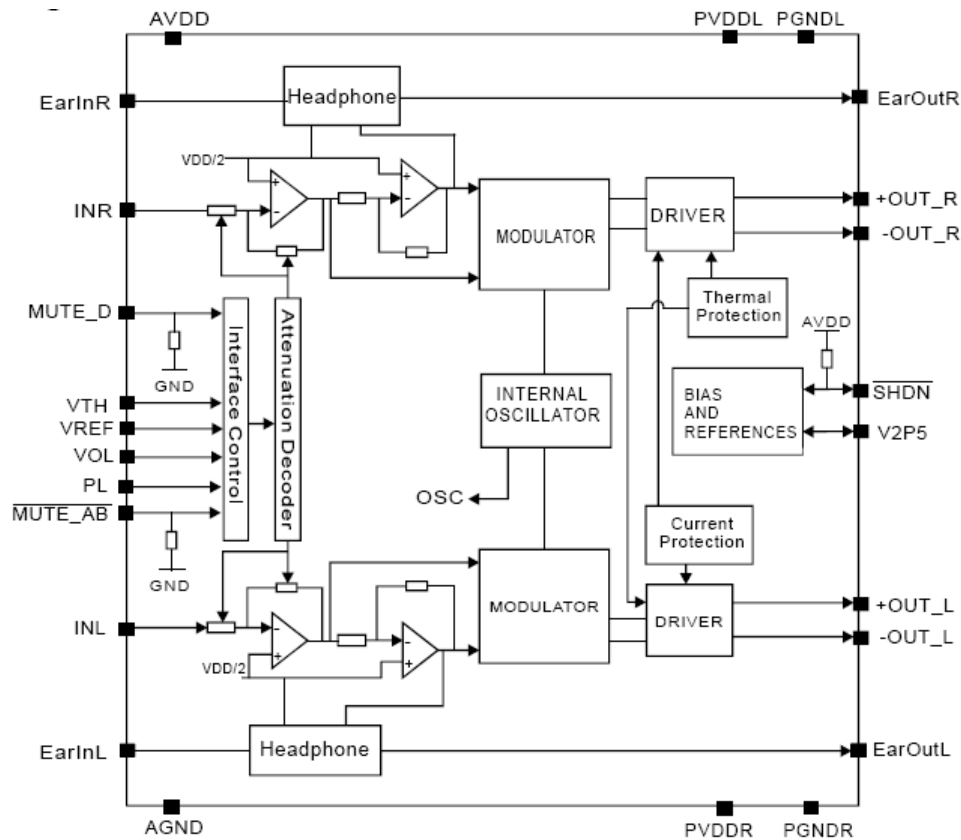 AVDD
PVDDL
PGNDL
EarInR
Headphone
EarOutR
VDD/2
+
-
+
-
INR
MODULATOR
DRIVER
+OUT_R
-OUT_R
MUTE_D
GND
Interface Control
Attenuation Decoder
Thermal
Protection
AVDD
VTH
VREF
VOL
PL
MUTE_AB
GND
INTERNAL
OSCILLATOR
OSC
BIAS
AND
REFERENCES
SHDN
V2P5
Current
Protection
INL
-
+
-
+
VDD/2
MODULATOR
DRIVER
+OUT_L
-OUT_L
EarInL
Headphone
EarOutL
AGND
PVDDR
PGNDR